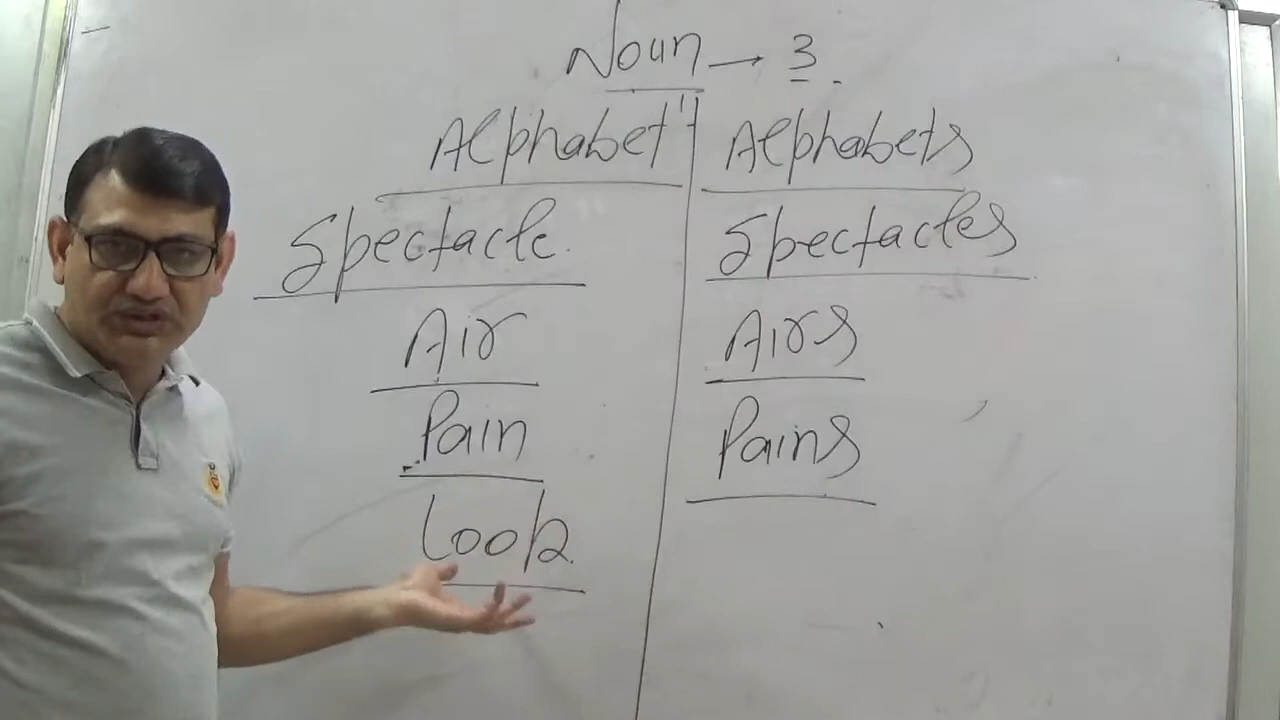 Noun → 3.
Alphabet Alphabets
Spectacle. Spectacles
Air Airs
Pain Pains
Look